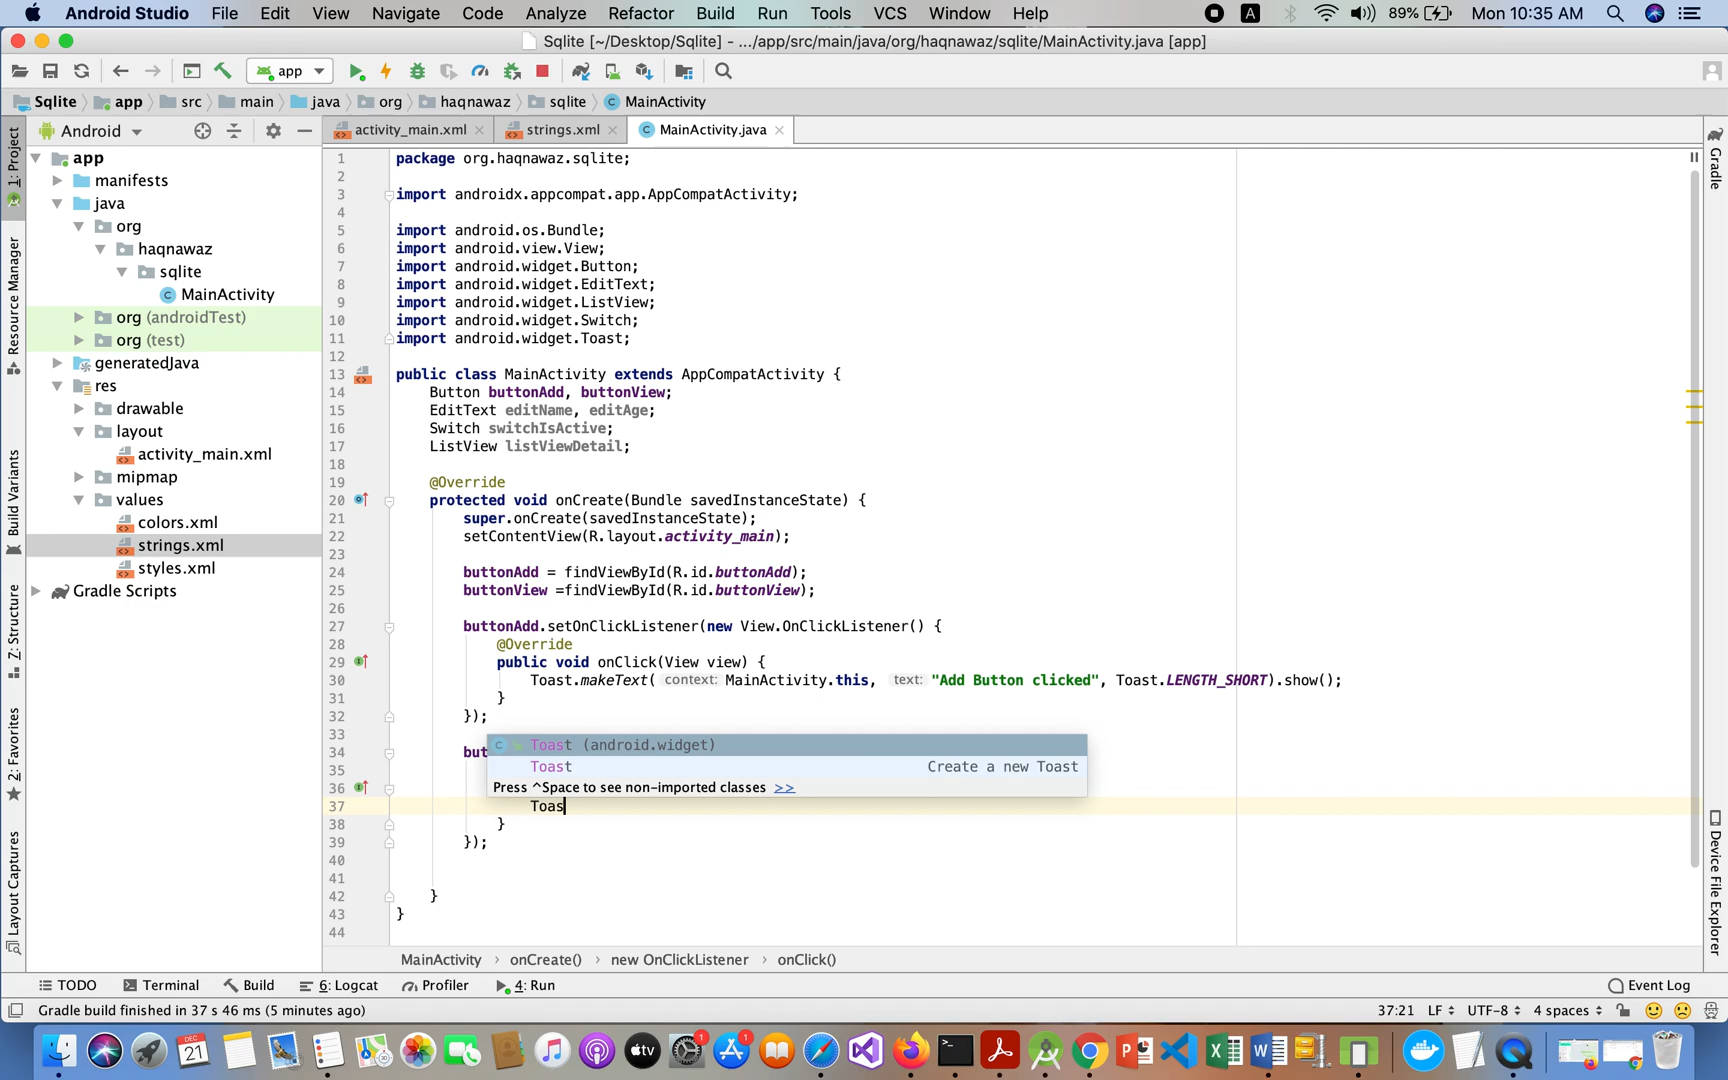 Android Studio File Edit View Navigate Code Analyze Refactor Build Run Tools VCS Window Help A 89% Mon 10:35 AM
Sqlite [~/Desktop/Sqlite] - .../app/src/main/java/org/haqnawaz/sqlite/MainActivity.java [app]
app
Sqlite app src main java org haqnawaz sqlite MainActivity
Android
activity_main.xml strings.xml MainActivity.java
1: Project
Resource Manager
Build Variants
Z: Structure
2: Favorites
Layout Captures
app
manifests
java
org
haqnawaz
sqlite
MainActivity
org (androidTest)
org (test)
generatedJava
res
drawable
layout
activity_main.xml
mipmap
values
colors.xml
strings.xml
styles.xml
Gradle Scripts
1 package org.haqnawaz.sqlite;
2
3 import androidx.appcompat.app.AppCompatActivity;
4
5 import android.os.Bundle;
6 import android.view.View;
7 import android.widget.Button;
8 import android.widget.EditText;
9 import android.widget.ListView;
10 import android.widget.Switch;
11 import android.widget.Toast;
12
13 public class MainActivity extends AppCompatActivity {
14 Button buttonAdd, buttonView;
15 EditText editName, editAge;
16 Switch switchIsActive;
17 ListView listViewDetail;
18
19 @Override
20 protected void onCreate(Bundle savedInstanceState) {
21 super.onCreate(savedInstanceState);
22 setContentView(R.layout.activity_main);
23
24 buttonAdd = findViewById(R.id.buttonAdd);
25 buttonView =findViewById(R.id.buttonView);
26
27 buttonAdd.setOnClickListener(new View.OnClickListener() {
28 @Override
29 public void onClick(View view) {
30 Toast.makeText( context: MainActivity.this, text: "Add Button clicked", Toast.LENGTH_SHORT).show();
31 }
32 });
33
34 but
35
36
37 Toas
38 }
39 });
40
41
42 }
43 }
44
Toast (android.widget)
Toast Create a new Toast
Press ^Space to see non-imported classes >>
Gradle
Device File Explorer
MainActivity › onCreate() › new OnClickListener › onClick()
TODO Terminal Build 6: Logcat Profiler 4: Run Event Log
Gradle build finished in 37 s 46 ms (5 minutes ago) 37:21 LF UTF-8 4 spaces
DEC
21
tv
1
1